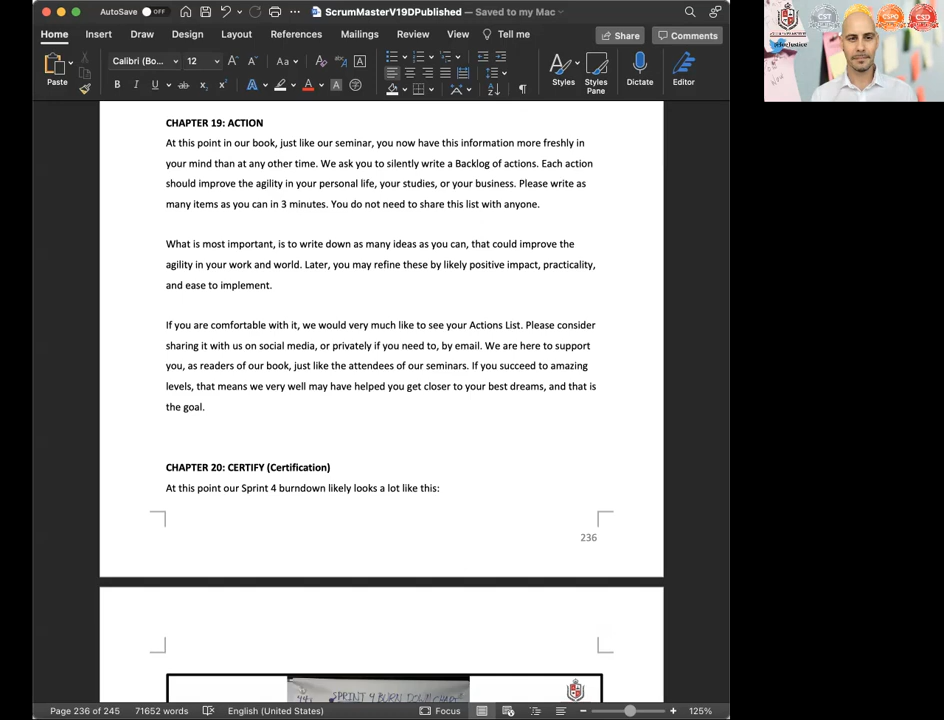 AutoSave
OFF
ScrumMasterV19DPublished — Saved to my Mac
Home
Insert
Draw
Design
Layout
References
Mailings
Review
View
Tell me
Share
Comments
Paste
Calibri (Bo...
12
Styles
Styles
Pane
Dictate
Editor
CST
CSPO
CSD
CHAPTER 19: ACTION
At this point in our book, just like our seminar, you now have this information more freshly in
your mind than at any other time. We ask you to silently write a Backlog of actions. Each action
should improve the agility in your personal life, your studies, or your business. Please write as
many items as you can in 3 minutes. You do not need to share this list with anyone.
What is most important, is to write down as many ideas as you can, that could improve the
agility in your work and world. Later, you may refine these by likely positive impact, practicality,
and ease to implement.
If you are comfortable with it, we would very much like to see your Actions List. Please consider
sharing it with us on social media, or privately if you need to, by email. We are here to support
you, as readers of our book, just like the attendees of our seminars. If you succeed to amazing
levels, that means we very well may have helped you get closer to your best dreams, and that is
the goal.
CHAPTER 20: CERTIFY (Certification)
At this point our Sprint 4 burndown likely looks a lot like this:
236
44
SPRINT 4 BURN DOWN CHART
Page 236 of 245
71652 words
English (United States)
Focus
125%